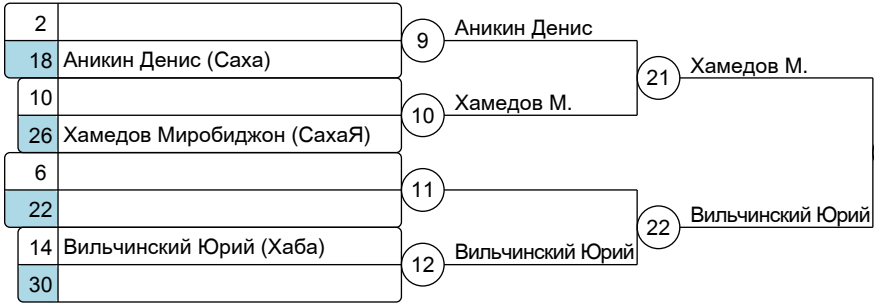 2
18 Аникин Денис (Саха)
10
26 Хамедов Миробиджон (СахаЯ)
6
22
14 Вильчинский Юрий (Хаба)
30
9 Аникин Денис
10 Хамедов М.
11
12 Вильчинский Юрий
21 Хамедов М.
22 Вильчинский Юрий